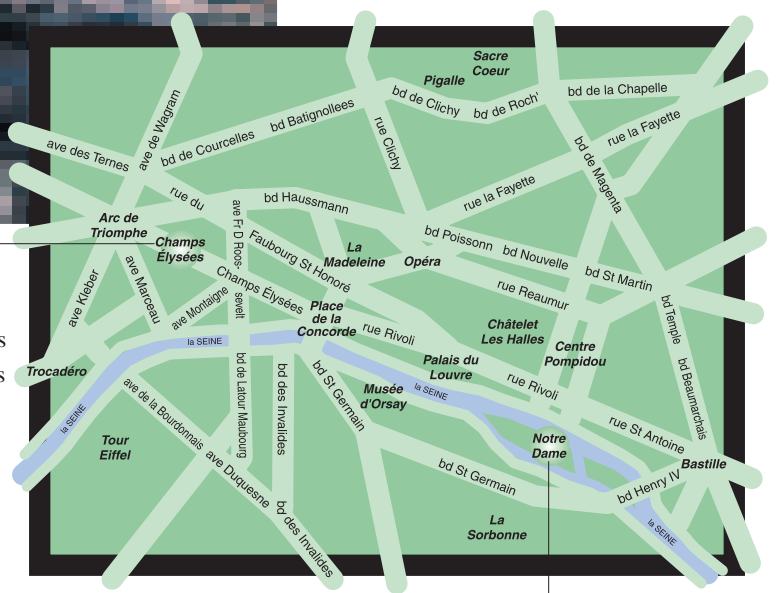 Sacre
Coeur
Pigalle
bd de Clichy
bd de Roch'
bd de la Chapelle
ave de Wagram
bd de Courcelles
bd Batignollees
rue Clichy
rue la Fayette
bd de Magenta
ave des Ternes
rue du
Faubourg St Honoré
bd Haussmann
rue la Fayette
Arc de
Triomphe
Champs
Élysées
ave Fr D Roos-
sevelt
La
Madeleine
Opéra
bd Poissonn
bd Nouvelle
bd St Martin
rue Reaumur
ave Kleber
ave Marceau
ave Montaigne
Champs Élysées
Place
de la
Concorde
rue Rivoli
Châtelet
Les Halles
Centre
Pompidou
bd Temple
bd Beaumarchais
s
s
Trocadéro
la SEINE
la SEINE
bd de Latour Maubourg
bd des Invalides
bd St Germain
Musée
d'Orsay
Palais du
Louvre
la SEINE
rue Rivoli
rue St Antoine
ave de la Bourdonnais
ave Duquesne
bd des Invalides
Tour
Eiffel
bd St Germain
Notre
Dame
Bastille
bd Henry IV
la SEINE
La
Sorbonne